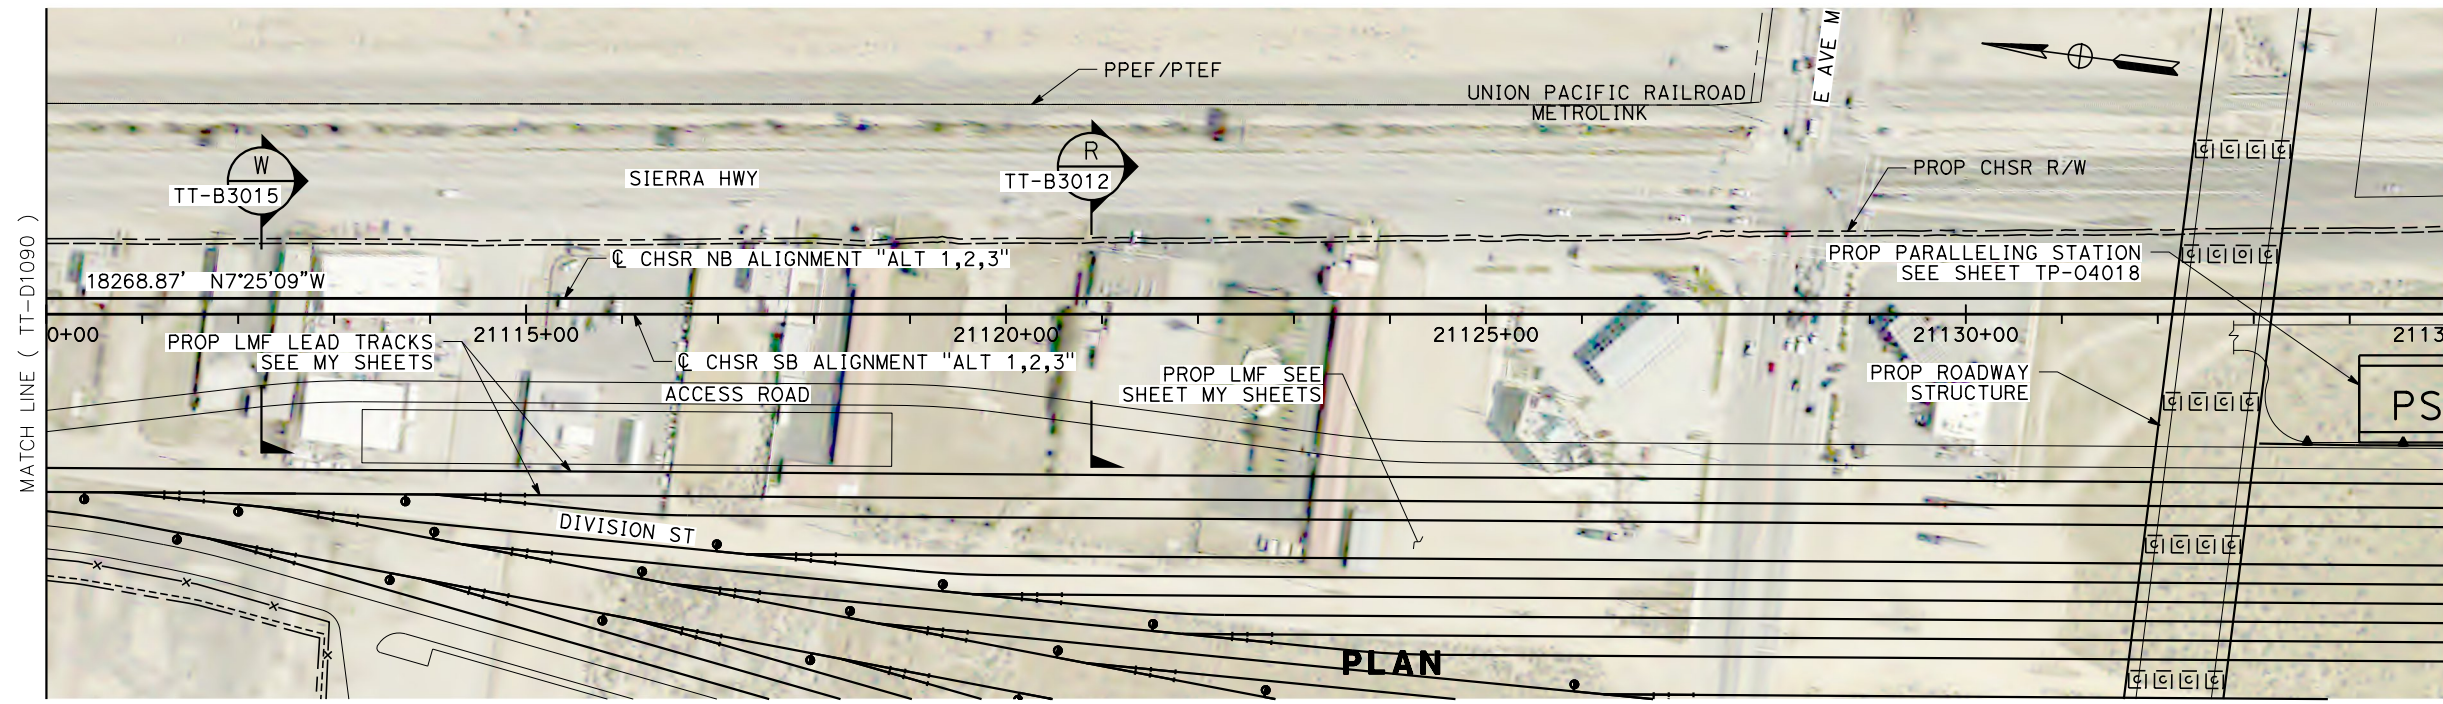 MATCH LINE ( TT-D1090 )
PPEF/PTEF
UNION PACIFIC RAILROAD
METROLINK
E AVE M
W
TT-B3015
SIERRA HWY
R
TT-B3012
PROP CHSR R/W
PROP PARALLELING STATION
SEE SHEET TP-O4018
℄ CHSR NB ALIGNMENT "ALT 1,2,3"
18268.87' N7°25'09"W
0+00
21115+00
21120+00
21125+00
21130+00
2113
PROP LMF LEAD TRACKS
SEE MY SHEETS
℄ CHSR SB ALIGNMENT "ALT 1,2,3"
ACCESS ROAD
PROP LMF SEE
SHEET MY SHEETS
PROP ROADWAY
STRUCTURE
PS
C C C C
C C C C
C C C C
C C C C
C C C C
DIVISION ST
PLAN